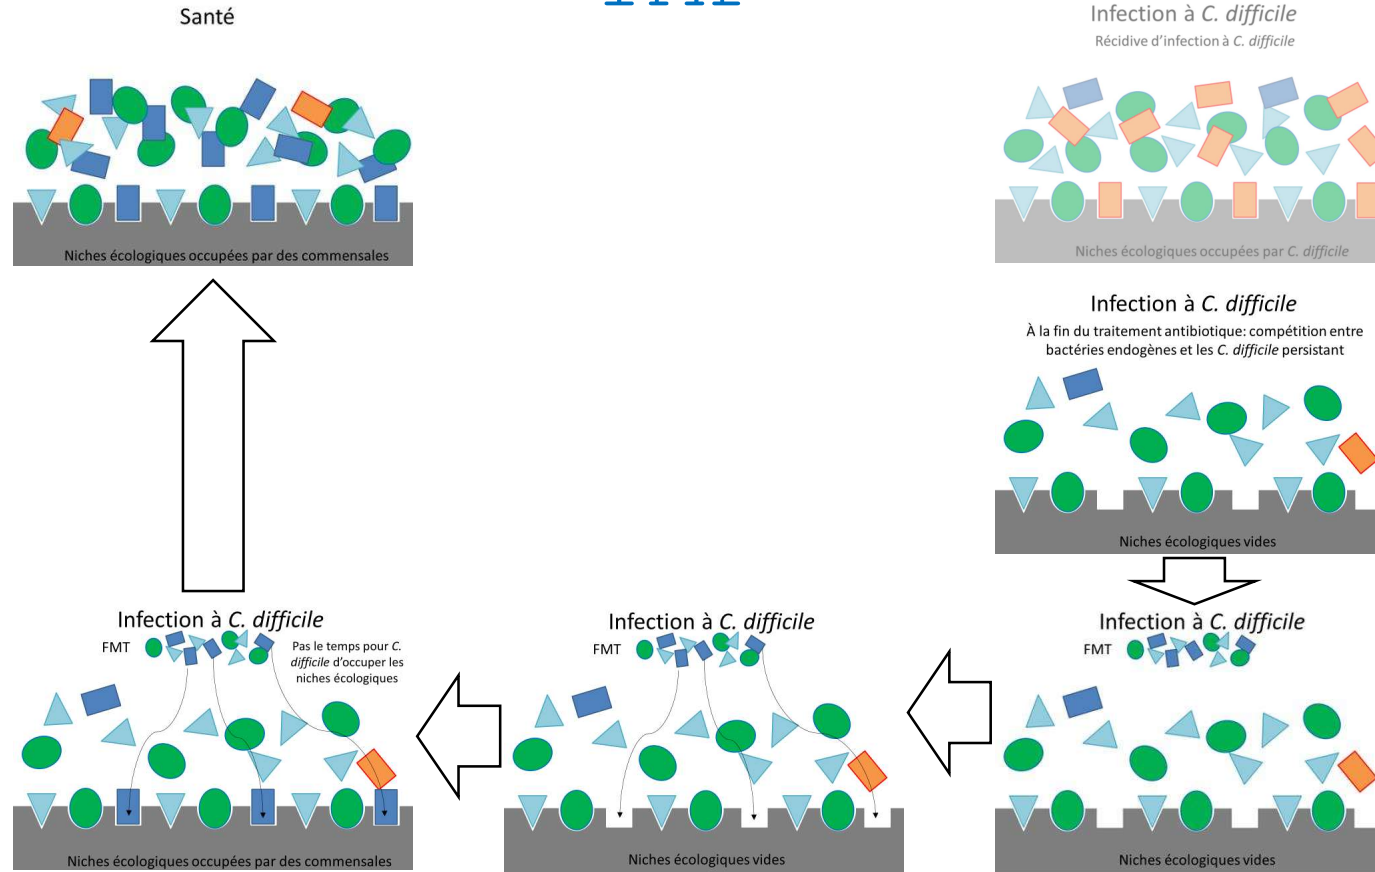 Santé
Niches écologiques occupées par des commensales
Infection à C. difficile
Récidive d'infection à C. difficile
Niches écologiques occupées par C. difficile
Infection à C. difficile
À la fin du traitement antibiotique: compétition entre
bactéries endogènes et les C. difficile persistant
Niches écologiques vides
Infection à C. difficile
FMT
Niches écologiques vides
Infection à C. difficile
FMT
Niches écologiques vides
Infection à C. difficile
FMT
Pas le temps pour C.
difficile d'occuper les
niches écologiques
Niches écologiques occupées par des commensales